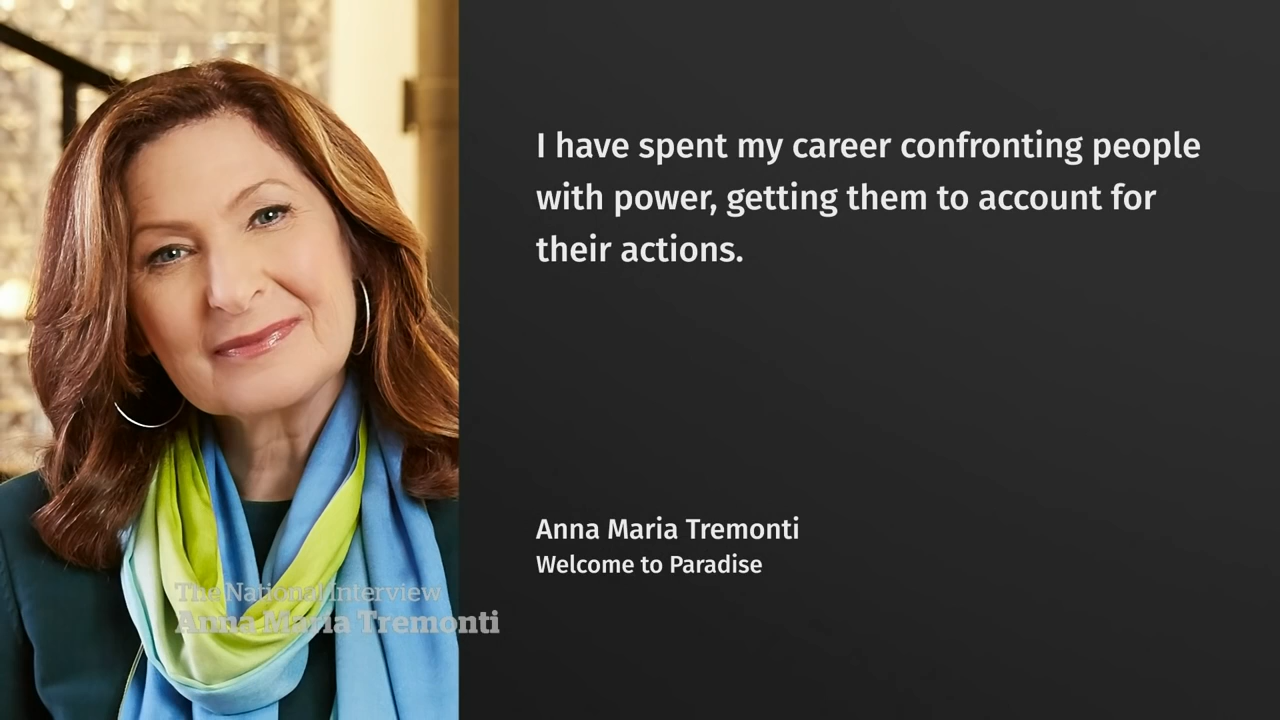 I have spent my career confronting people
with power, getting them to account for
their actions.
Anna Maria Tremonti
Welcome to Paradise
The National Interview
Anna Maria Tremonti